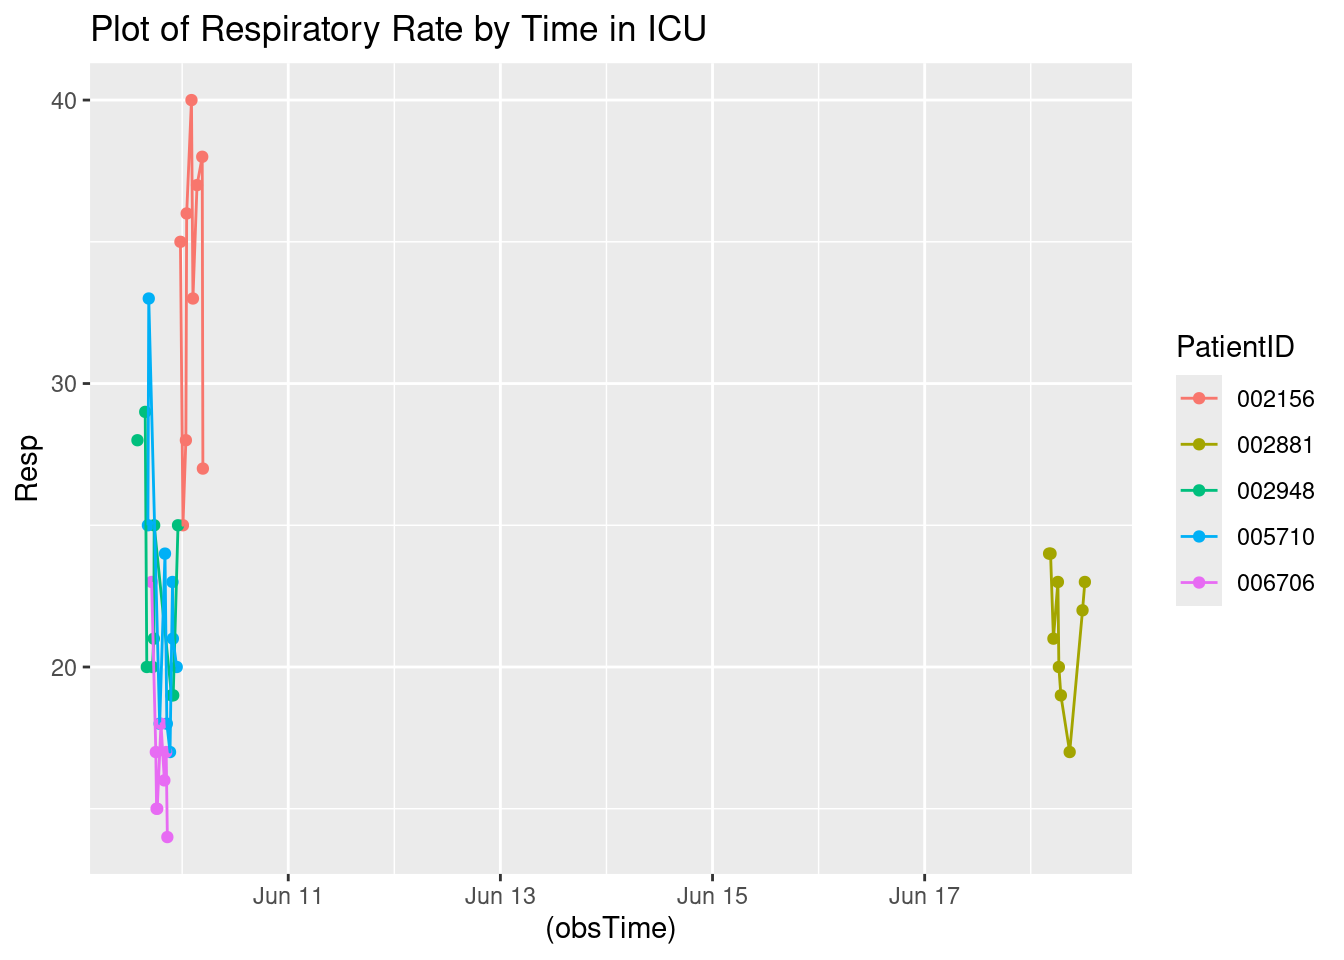 Plot of Respiratory Rate by Time in ICU
40
30
20
Resp
Jun 11
Jun 13
Jun 15
Jun 17
(obsTime)
PatientID
002156
002881
002948
005710
006706